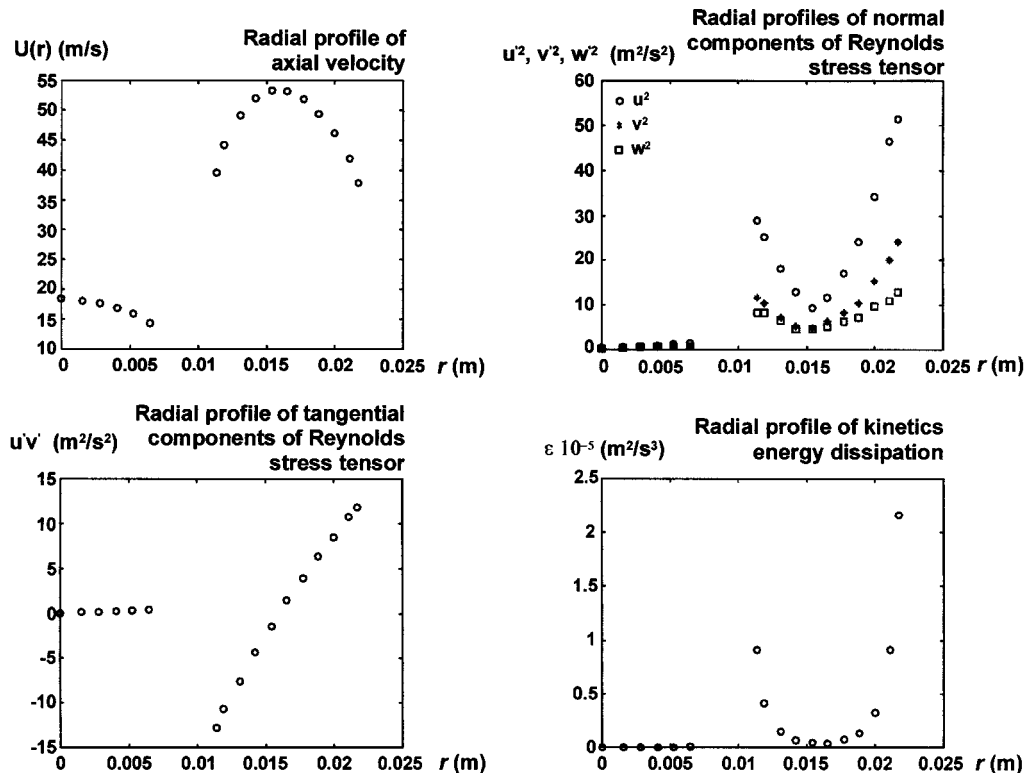 U(r) (m/s)
Radial profile of
axial velocity
55
50
45
40
35
30
25
20
15
10
0
0.005
0.01
0.015
0.02
0.025
r (m)
Radial profiles of normal
components of Reynolds
stress tensor
u'², v'², w'² (m²/s²)
60
50
40
30
20
10
0
u²
v²
w²
0
0.005
0.01
0.015
0.02
0.025
r (m)
Radial profile of tangential
components of Reynolds
stress tensor
u'v' (m²/s²)
15
10
5
0
-5
-10
-15
0
0.005
0.01
0.015
0.02
0.025
r (m)
Radial profile of kinetics
energy dissipation
ε 10⁻⁵ (m²/s³)
2.5
2
1.5
1
0.5
0
0
0.005
0.01
0.015
0.02
0.025
r (m)